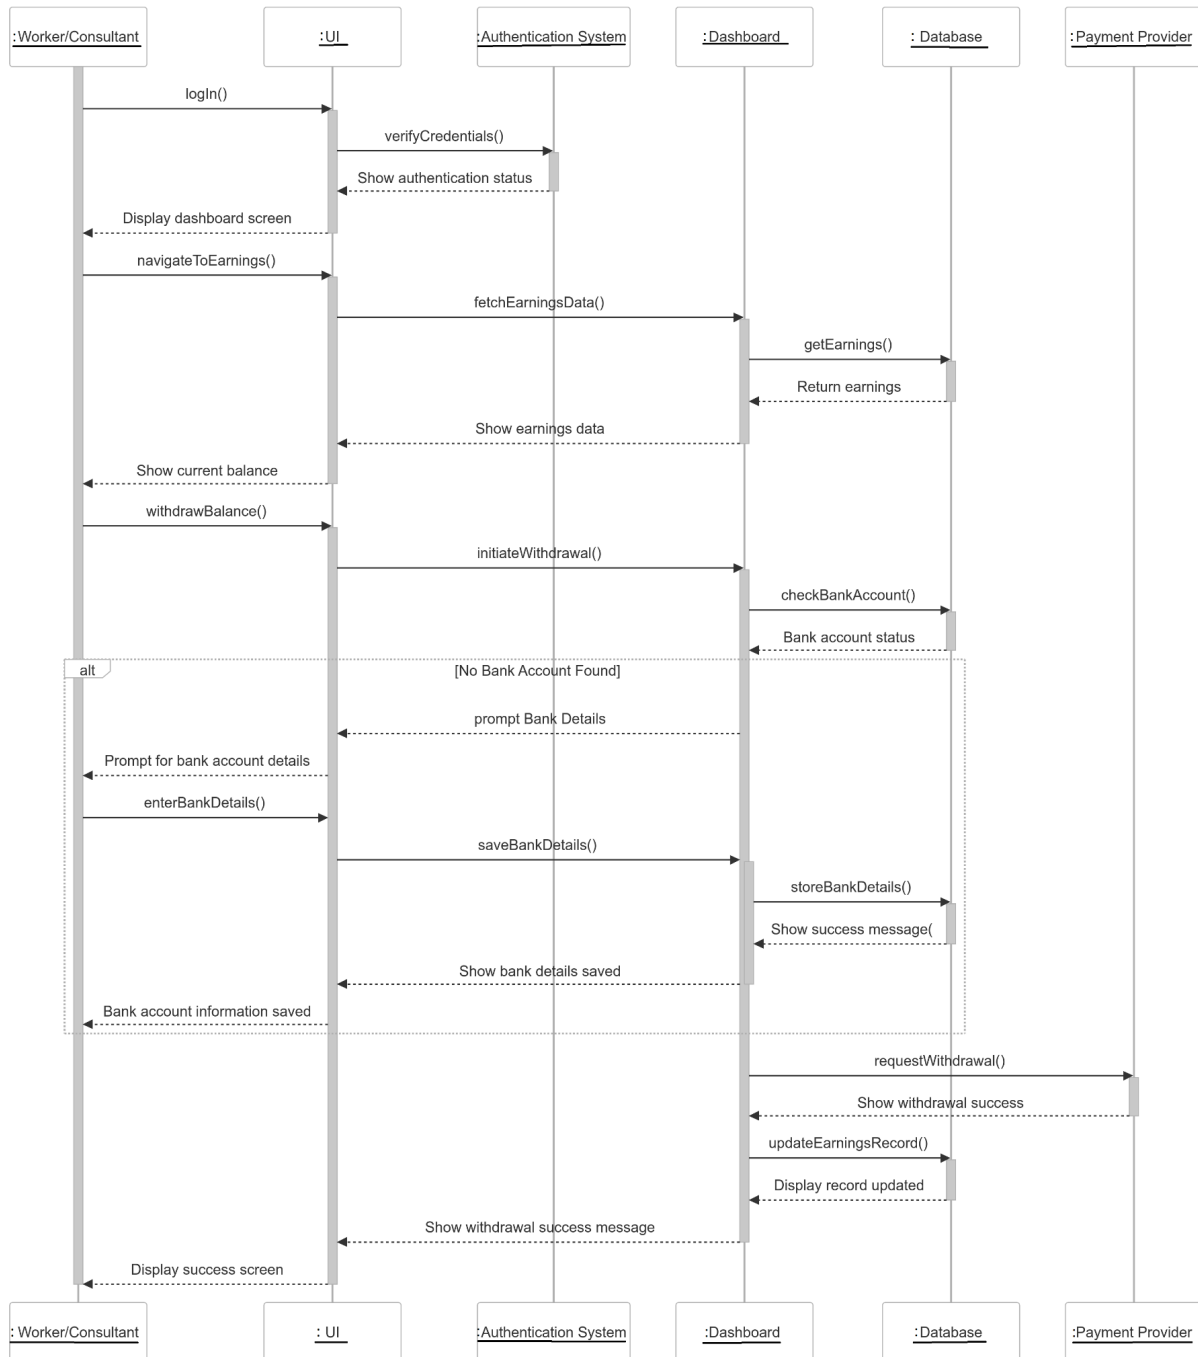 :Worker/Consultant
:UI
:Authentication System
:Dashboard
: Database
:Payment Provider
logIn()
verifyCredentials()
Show authentication status
Display dashboard screen
navigateToEarnings()
fetchEarningsData()
getEarnings()
Return earnings
Show earnings data
Show current balance
withdrawBalance()
initiateWithdrawal()
checkBankAccount()
Bank account status
alt
[No Bank Account Found]
prompt Bank Details
Prompt for bank account details
enterBankDetails()
saveBankDetails()
storeBankDetails()
Show success message(
Show bank details saved
Bank account information saved
requestWithdrawal()
Show withdrawal success
updateEarningsRecord()
Display record updated
Show withdrawal success message
Display success screen
: Worker/Consultant
: UI
:Authentication System
:Dashboard
:Database
:Payment Provider